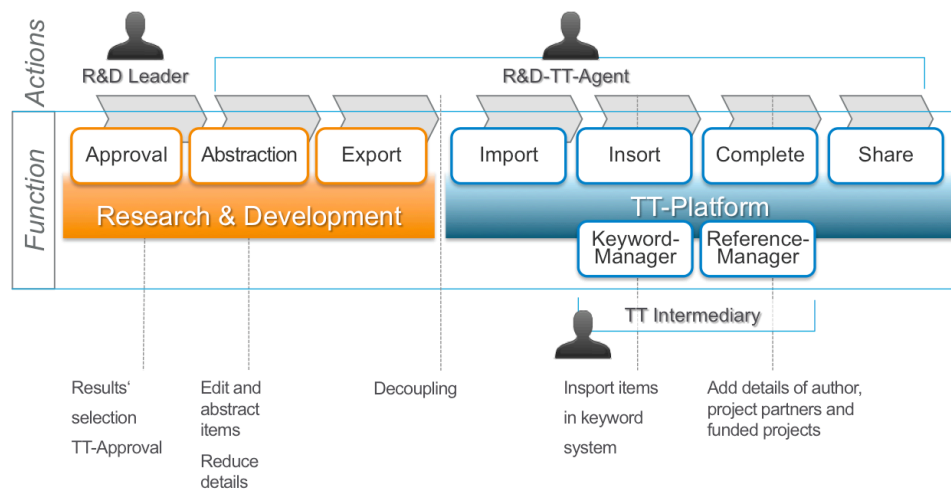 Actions
R&D Leader
R&D-TT-Agent
Function
Approval
Abstraction
Export
Import
Insort
Complete
Share
Research & Development
TT-Platform
Keyword-
Manager
Reference-
Manager
TT Intermediary
Results‘
selection
TT-Approval
Edit and
abstract
items
Reduce
details
Decoupling
Insport items
in keyword
system
Add details of author,
project partners and
funded projects